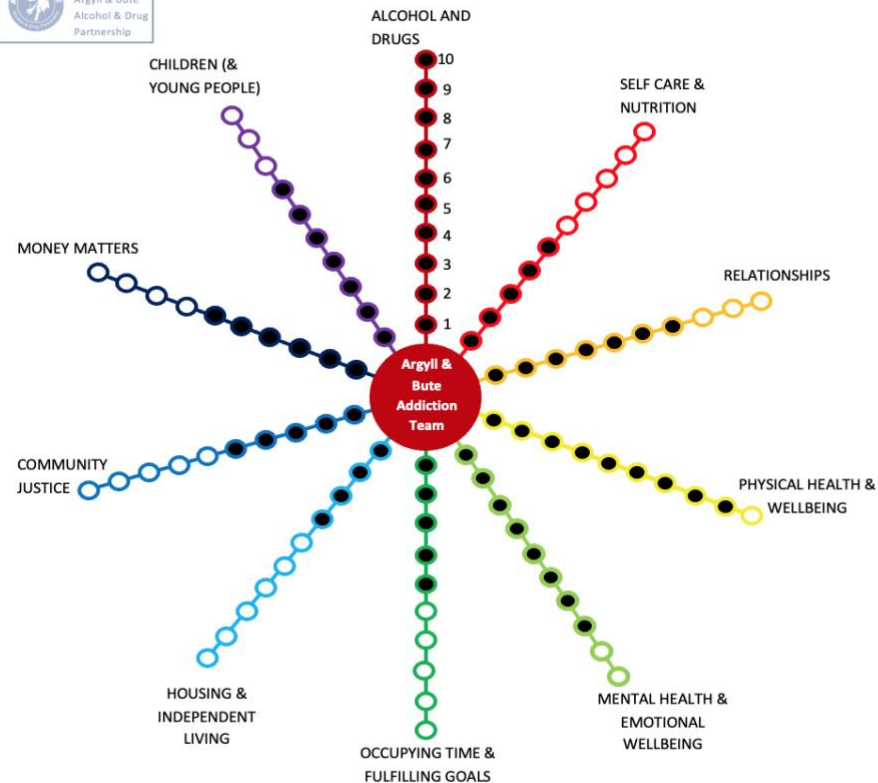 Argyll & Bute
Alcohol & Drug
Partnership
ALCOHOL AND
DRUGS
10
9
8
7
6
5
4
3
2
1
CHILDREN (&
YOUNG PEOPLE)
SELF CARE &
NUTRITION
MONEY MATTERS
RELATIONSHIPS
Argyll &
Bute
Addiction
Team
COMMUNITY
JUSTICE
PHYSICAL HEALTH &
WELLBEING
HOUSING &
INDEPENDENT
LIVING
MENTAL HEALTH &
EMOTIONAL
WELLBEING
OCCUPYING TIME &
FULFILLING GOALS